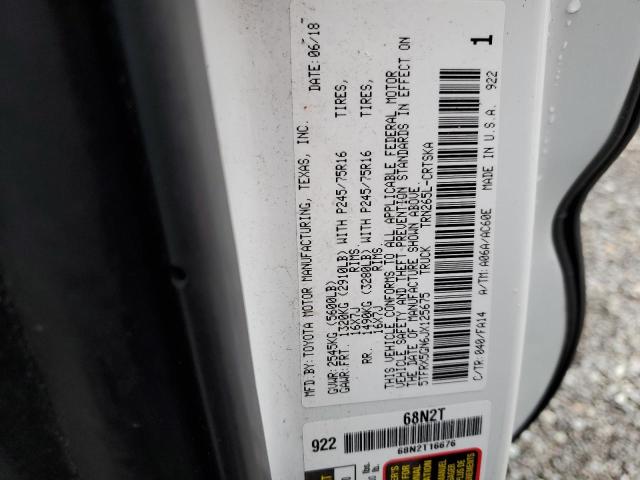 MFD.BY: TOYOTA MOTOR MANUFACTURING, TEXAS, INC. DATE: 06/18
GVWR: 2545KG (5600LB)
GAWR: FRT. 1320KG (2910LB) WITH P245/75R16 TIRES,
16X7J RIMS,
RR. 1490KG (3280LB) WITH P245/75R16 TIRES,
16X7J RIMS.
THIS VEHICLE CONFORMS TO ALL APPLICABLE FEDERAL MOTOR
VEHICLE SAFETY AND THEFT PREVENTION STANDARDS IN EFFECT ON
THE DATE OF MANUFACTURE SHOWN ABOVE.
5TFRX5GN6JX125675 TRUCK TRN265L-CRTSKA
C/TR: 040/FA14 A/TM: A06A/AC60E MADE IN U.S.A. 922
1
922 68N2T
68N2T16676